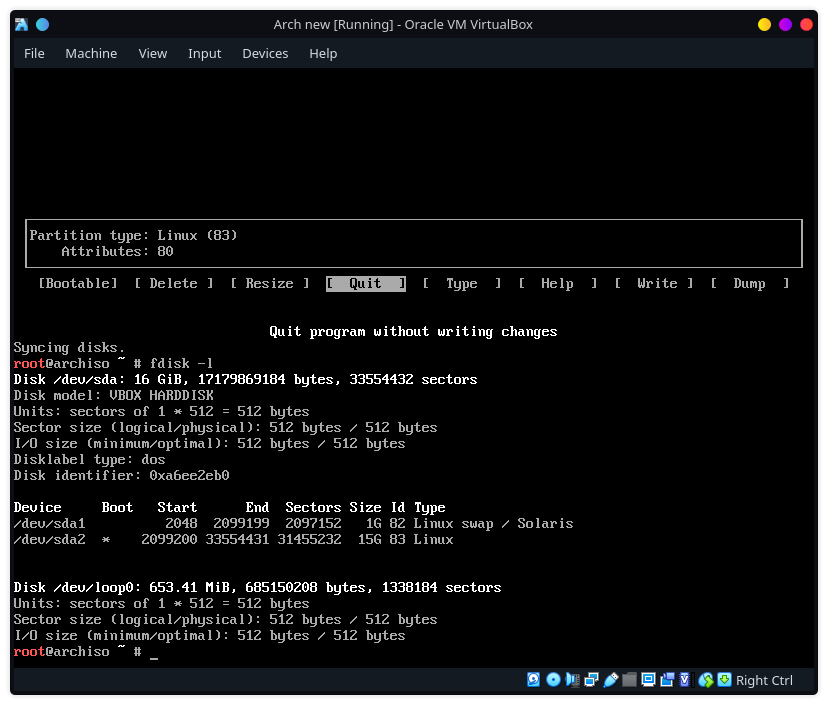 Arch new [Running] - Oracle VM VirtualBox
File Machine View Input Devices Help
Partition type: Linux (83)
Attributes: 80
[Bootable] [ Delete ] [ Resize ] [ Quit ] [ Type ] [ Help ] [ Write ] [ Dump ]
Quit program without writing changes
Syncing disks.
root@archiso ~ # fdisk -l
Disk /dev/sda: 16 GiB, 17179869184 bytes, 33554432 sectors
Disk model: VBOX HARDDISK
Units: sectors of 1 * 512 = 512 bytes
Sector size (logical/physical): 512 bytes / 512 bytes
I/O size (minimum/optimal): 512 bytes / 512 bytes
Disklabel type: dos
Disk identifier: 0xa6ee2eb0
Device Boot Start End Sectors Size Id Type
/dev/sda1 2048 2099199 2097152 1G 82 Linux swap / Solaris
/dev/sda2 * 2099200 33554431 31455232 15G 83 Linux
Disk /dev/loop0: 653.41 MiB, 685150208 bytes, 1338184 sectors
Units: sectors of 1 * 512 = 512 bytes
Sector size (logical/physical): 512 bytes / 512 bytes
I/O size (minimum/optimal): 512 bytes / 512 bytes
root@archiso ~ # _
Right Ctrl